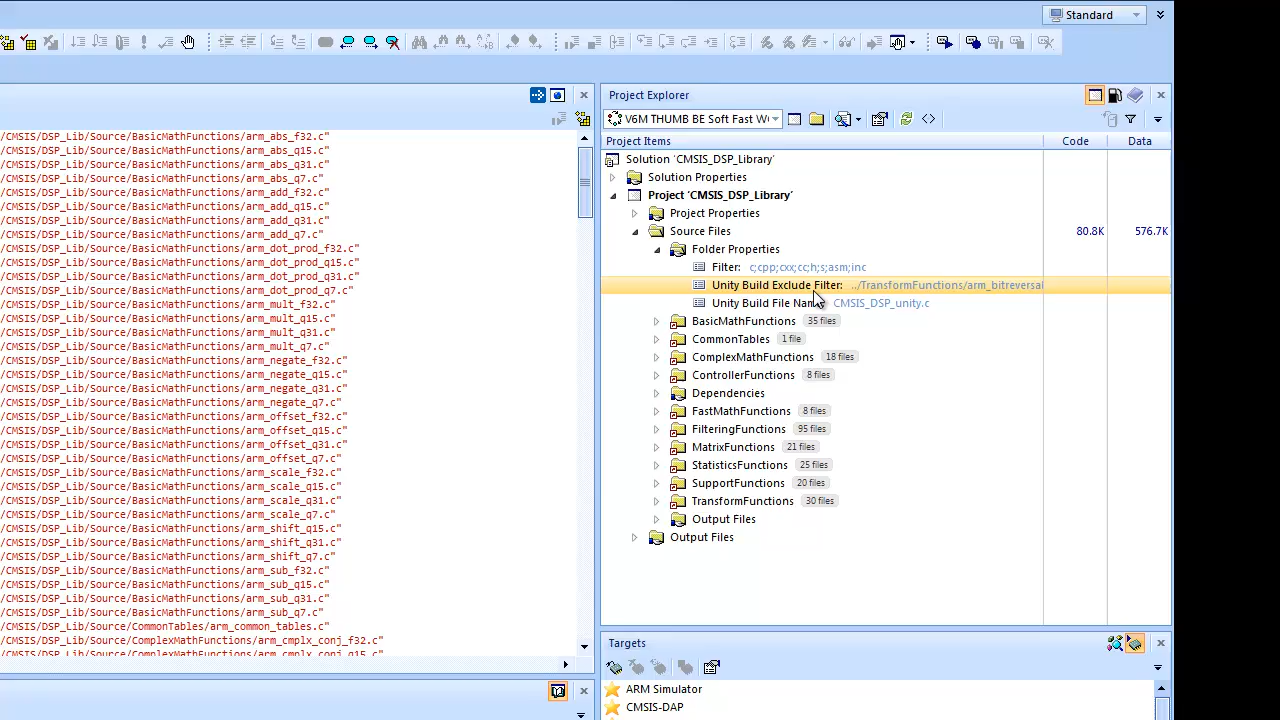 Standard
/CMSIS/DSP_Lib/Source/BasicMathFunctions/arm_abs_f32.c"
/CMSIS/DSP_Lib/Source/BasicMathFunctions/arm_abs_q15.c"
/CMSIS/DSP_Lib/Source/BasicMathFunctions/arm_abs_q31.c"
/CMSIS/DSP_Lib/Source/BasicMathFunctions/arm_abs_q7.c"
/CMSIS/DSP_Lib/Source/BasicMathFunctions/arm_add_f32.c"
/CMSIS/DSP_Lib/Source/BasicMathFunctions/arm_add_q15.c"
/CMSIS/DSP_Lib/Source/BasicMathFunctions/arm_add_q31.c"
/CMSIS/DSP_Lib/Source/BasicMathFunctions/arm_add_q7.c"
/CMSIS/DSP_Lib/Source/BasicMathFunctions/arm_dot_prod_f32.c"
/CMSIS/DSP_Lib/Source/BasicMathFunctions/arm_dot_prod_q15.c"
/CMSIS/DSP_Lib/Source/BasicMathFunctions/arm_dot_prod_q31.c"
/CMSIS/DSP_Lib/Source/BasicMathFunctions/arm_dot_prod_q7.c"
/CMSIS/DSP_Lib/Source/BasicMathFunctions/arm_mult_f32.c"
/CMSIS/DSP_Lib/Source/BasicMathFunctions/arm_mult_q15.c"
/CMSIS/DSP_Lib/Source/BasicMathFunctions/arm_mult_q31.c"
/CMSIS/DSP_Lib/Source/BasicMathFunctions/arm_mult_q7.c"
/CMSIS/DSP_Lib/Source/BasicMathFunctions/arm_negate_f32.c"
/CMSIS/DSP_Lib/Source/BasicMathFunctions/arm_negate_q15.c"
/CMSIS/DSP_Lib/Source/BasicMathFunctions/arm_negate_q31.c"
/CMSIS/DSP_Lib/Source/BasicMathFunctions/arm_negate_q7.c"
/CMSIS/DSP_Lib/Source/BasicMathFunctions/arm_offset_f32.c"
/CMSIS/DSP_Lib/Source/BasicMathFunctions/arm_offset_q15.c"
/CMSIS/DSP_Lib/Source/BasicMathFunctions/arm_offset_q31.c"
/CMSIS/DSP_Lib/Source/BasicMathFunctions/arm_offset_q7.c"
/CMSIS/DSP_Lib/Source/BasicMathFunctions/arm_scale_f32.c"
/CMSIS/DSP_Lib/Source/BasicMathFunctions/arm_scale_q15.c"
/CMSIS/DSP_Lib/Source/BasicMathFunctions/arm_scale_q31.c"
/CMSIS/DSP_Lib/Source/BasicMathFunctions/arm_scale_q7.c"
/CMSIS/DSP_Lib/Source/BasicMathFunctions/arm_shift_q15.c"
/CMSIS/DSP_Lib/Source/BasicMathFunctions/arm_shift_q31.c"
/CMSIS/DSP_Lib/Source/BasicMathFunctions/arm_shift_q7.c"
/CMSIS/DSP_Lib/Source/BasicMathFunctions/arm_sub_f32.c"
/CMSIS/DSP_Lib/Source/BasicMathFunctions/arm_sub_q15.c"
/CMSIS/DSP_Lib/Source/BasicMathFunctions/arm_sub_q31.c"
/CMSIS/DSP_Lib/Source/BasicMathFunctions/arm_sub_q7.c"
/CMSIS/DSP_Lib/Source/CommonTables/arm_common_tables.c"
/CMSIS/DSP_Lib/Source/ComplexMathFunctions/arm_cmplx_conj_f32.c"
/CMSIS/DSP_Lib/Source/ComplexMathFunctions/arm_cmplx_conj_q15.c"
Project Explorer
V6M THUMB BE Soft Fast
Project Items Code Data
Solution 'CMSIS_DSP_Library'
Solution Properties
Project 'CMSIS_DSP_Library'
Project Properties
Source Files 80.8K 576.7K
Folder Properties
Filter: c;cpp;cxx;cc;h;s;asm;inc
Unity Build Exclude Filter: ../TransformFunctions/arm_bitreversal
Unity Build File Name: CMSIS_DSP_unity.c
BasicMathFunctions 35 files
CommonTables 1 file
ComplexMathFunctions 18 files
ControllerFunctions 8 files
Dependencies
FastMathFunctions 8 files
FilteringFunctions 95 files
MatrixFunctions 21 files
StatisticsFunctions 25 files
SupportFunctions 20 files
TransformFunctions 30 files
Output Files
Output Files
Targets
ARM Simulator
CMSIS-DAP